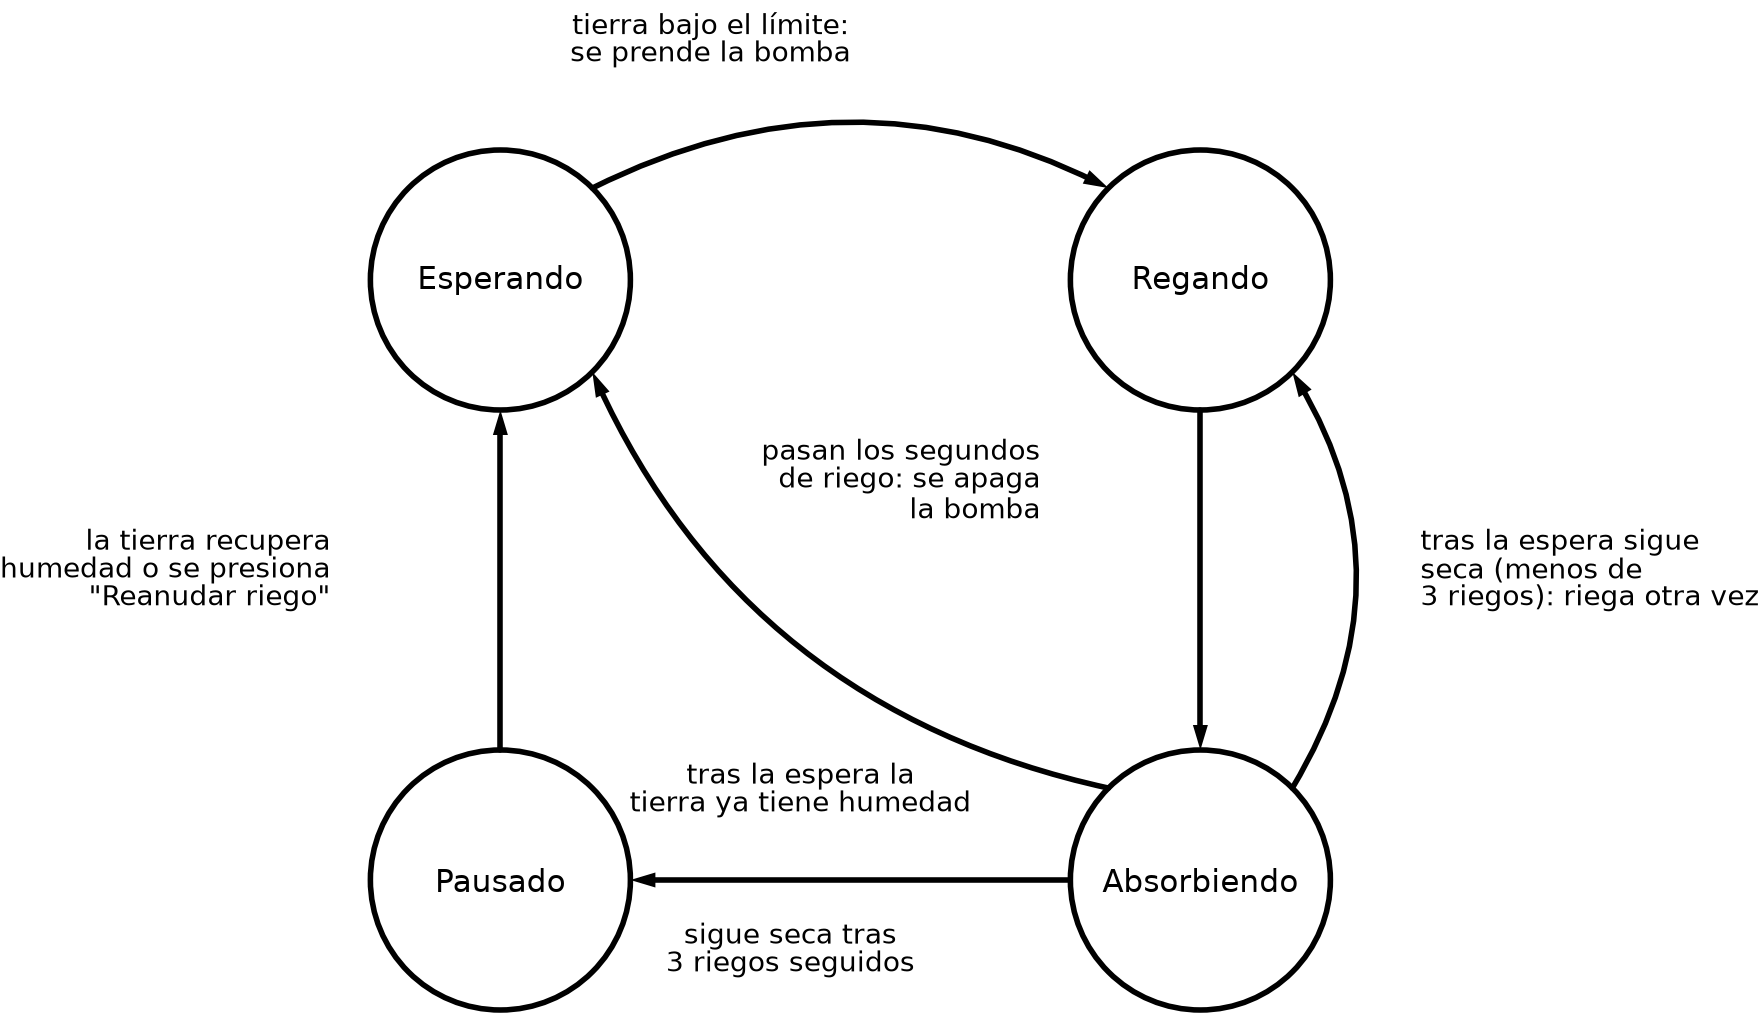 tierra bajo el límite:
se prende la bomba
Esperando
Regando
pasan los segundos
de riego: se apaga
la bomba
la tierra recupera
humedad o se presiona
"Reanudar riego"
tras la espera sigue
seca (menos de
3 riegos): riega otra vez
tras la espera la
tierra ya tiene humedad
Pausado
Absorbiendo
sigue seca tras
3 riegos seguidos